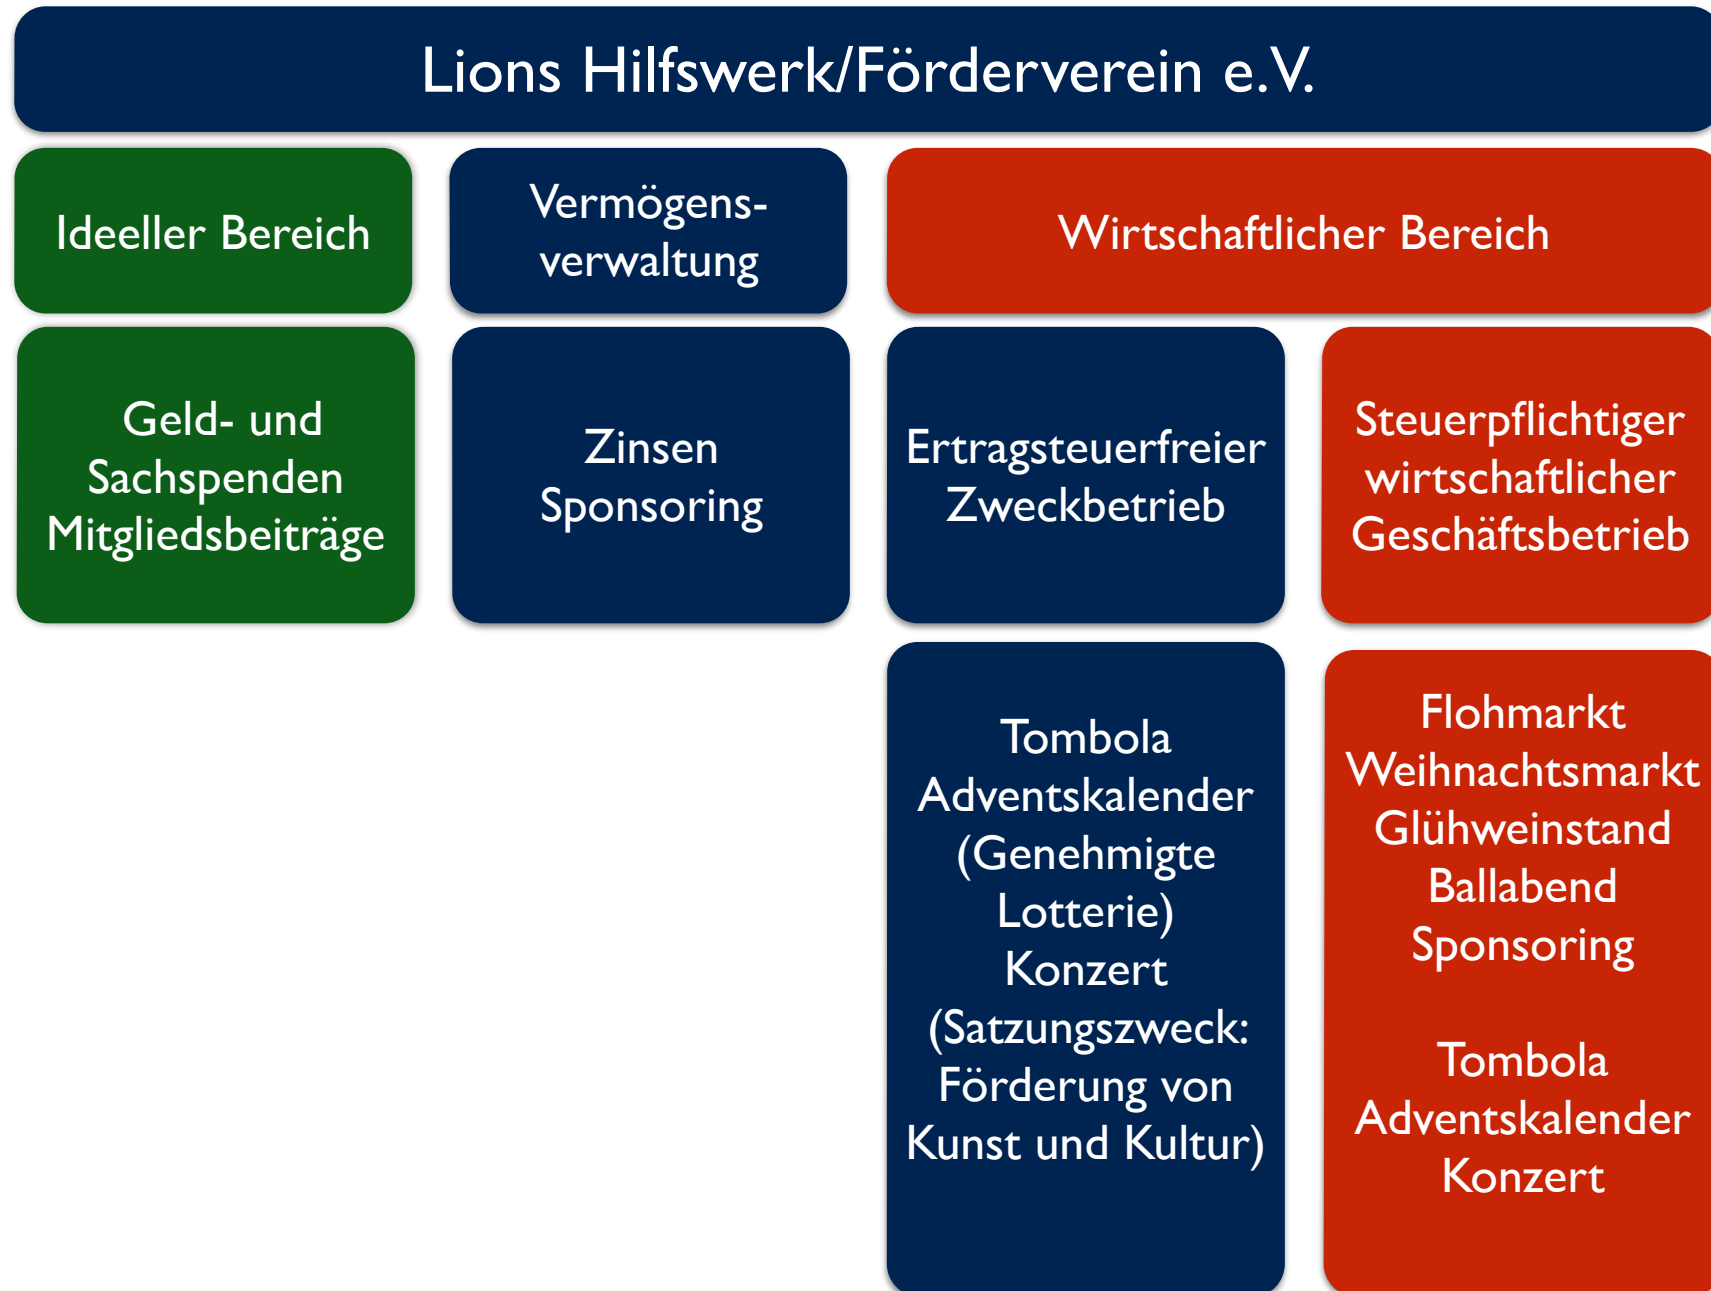 Lions Hilfswerk/Förderverein e.V.
Ideeller Bereich
Vermögens-
verwaltung
Wirtschaftlicher Bereich
Geld- und
Sachspenden
Mitgliedsbeiträge
Zinsen
Sponsoring
Ertragsteuerfreier
Zweckbetrieb
Steuerpflichtiger
wirtschaftlicher
Geschäftsbetrieb
Tombola
Adventskalender
(Genehmigte
Lotterie)
Konzert
(Satzungszweck:
Förderung von
Kunst und Kultur)
Flohmarkt
Weihnachtsmarkt
Glühweinstand
Ballabend
Sponsoring
Tombola
Adventskalender
Konzert